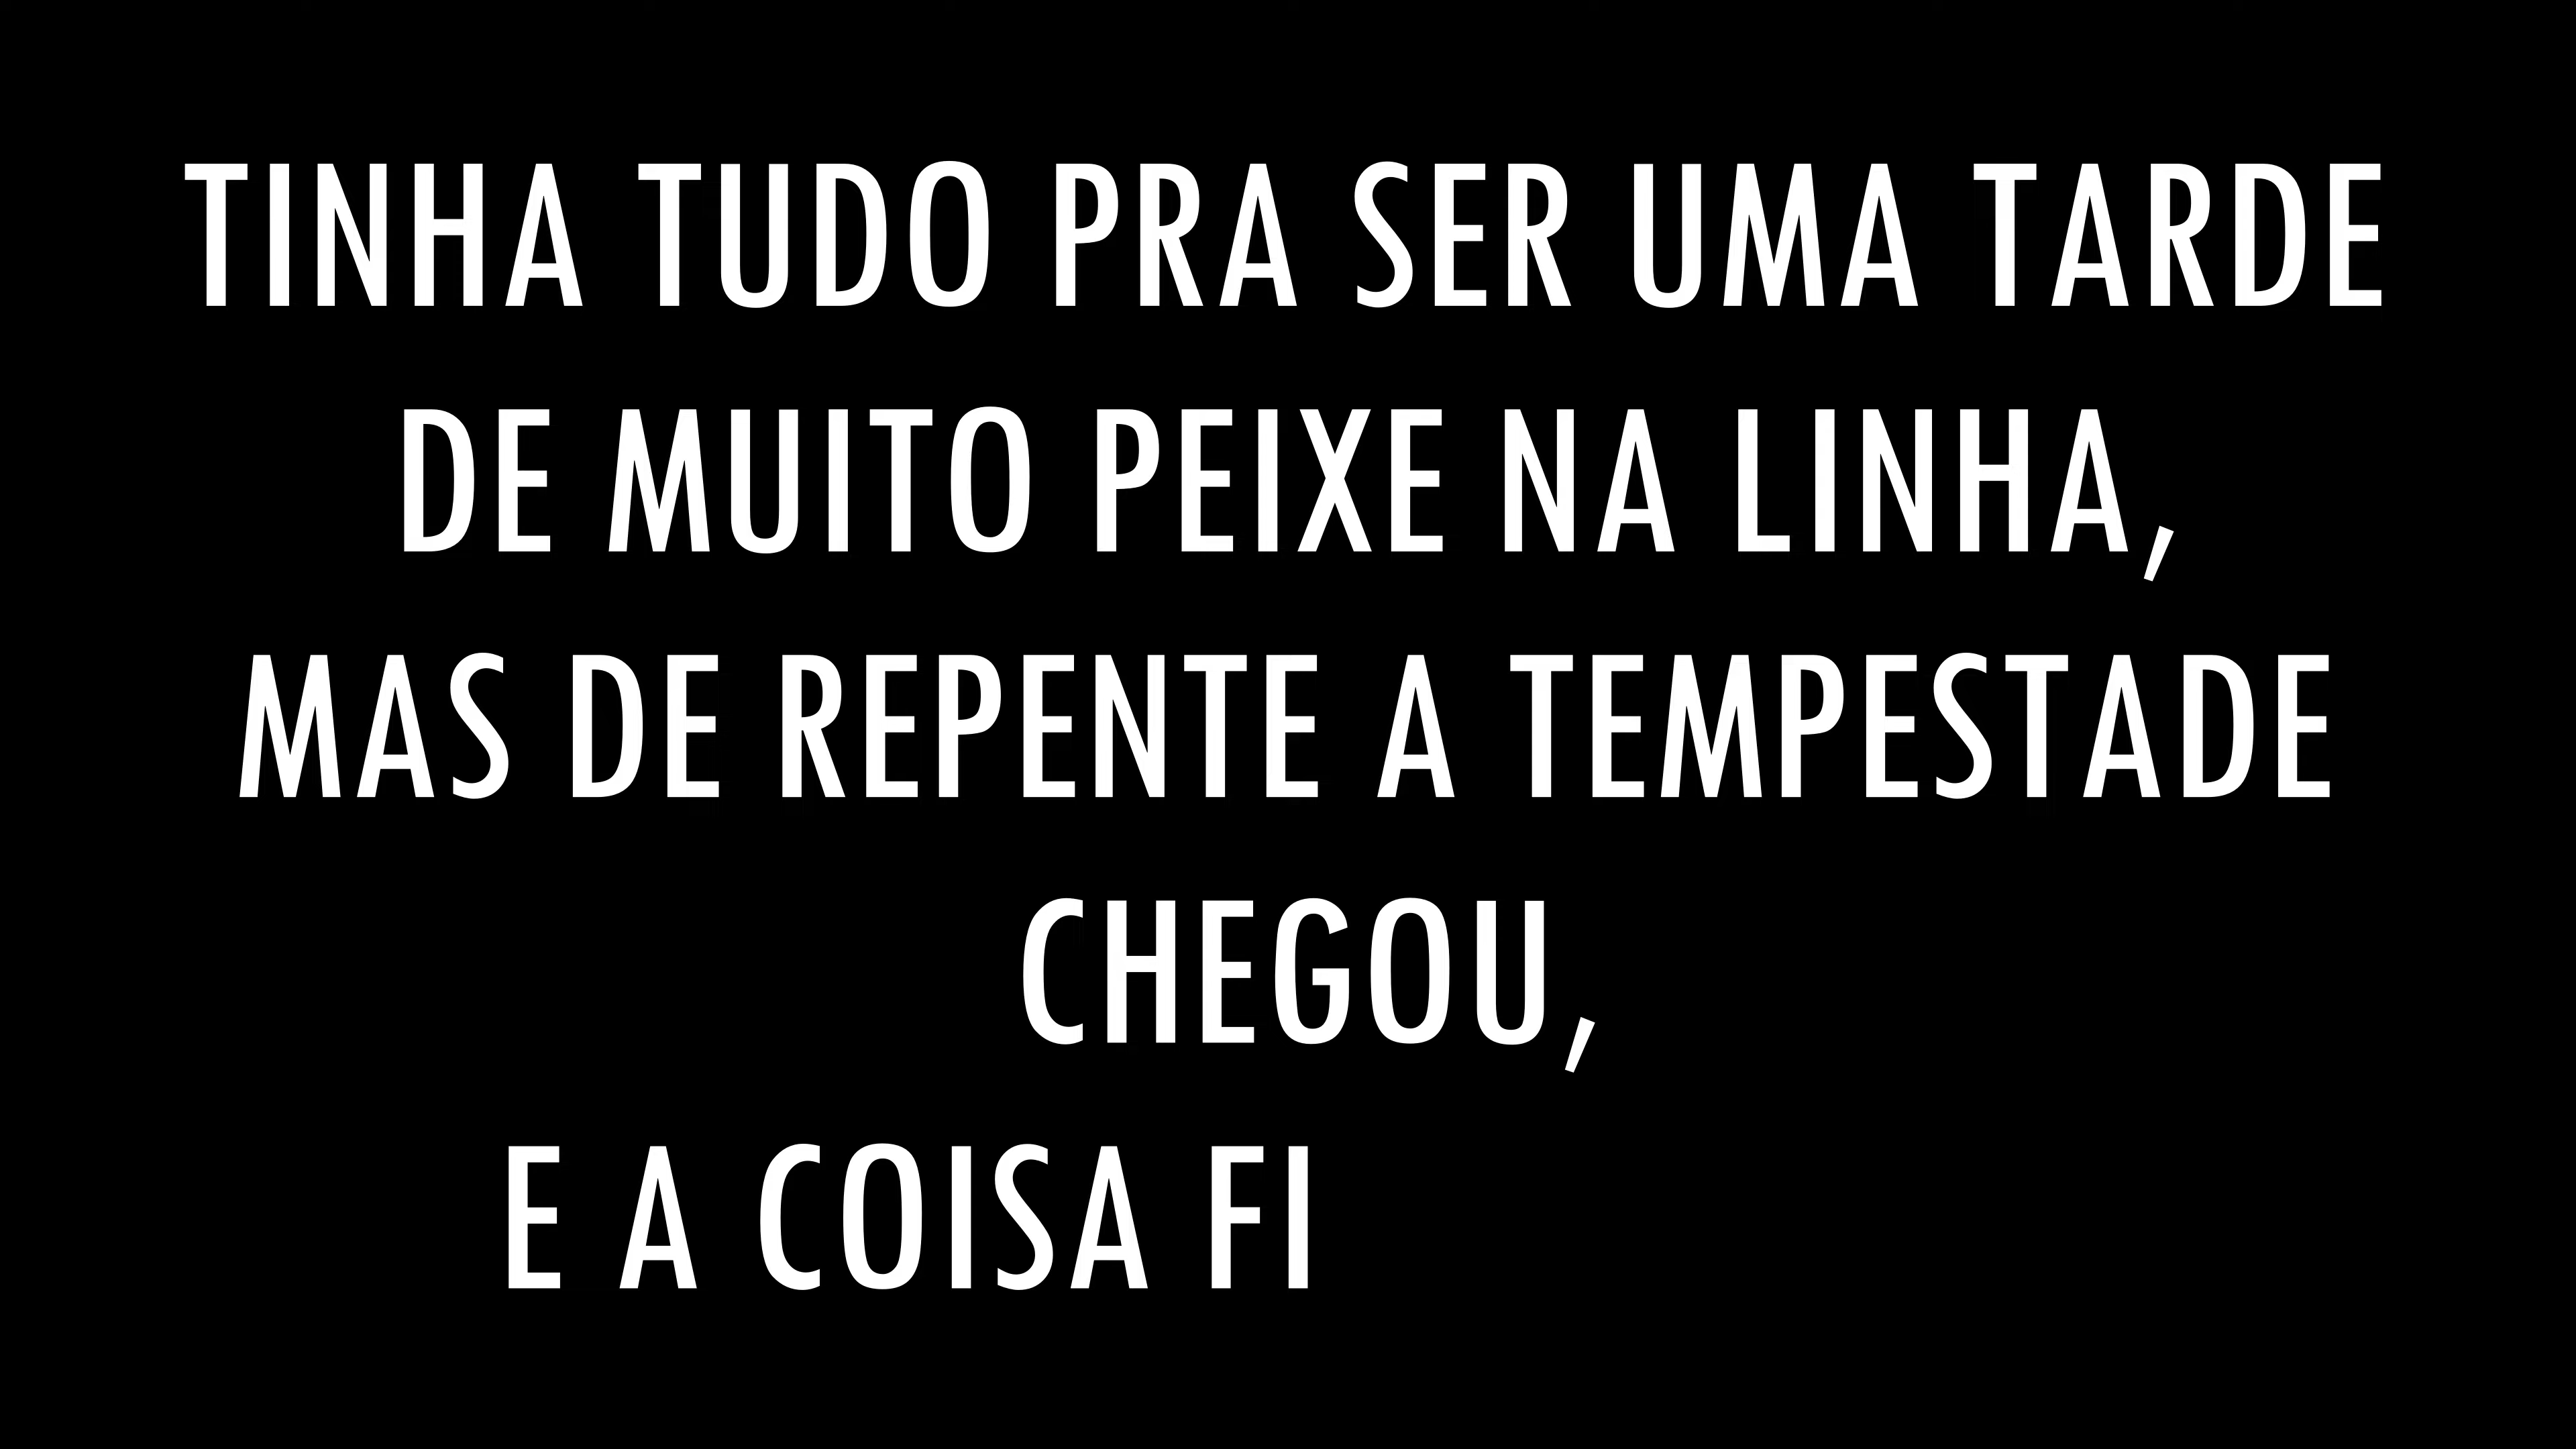 TINHA TUDO PRA SER UMA TARDE
DE MUITO PEIXE NA LINHA,
MAS DE REPENTE A TEMPESTADE
CHEGOU,
E A COISA FI